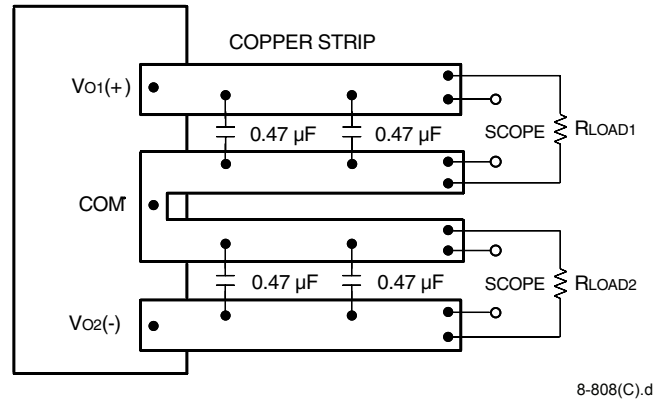 COPPER STRIP
VO1(+)
0.47 µF
0.47 µF
SCOPE
RLOAD1
COM
0.47 µF
0.47 µF
SCOPE
RLOAD2
VO2(-)
8-808(C).d